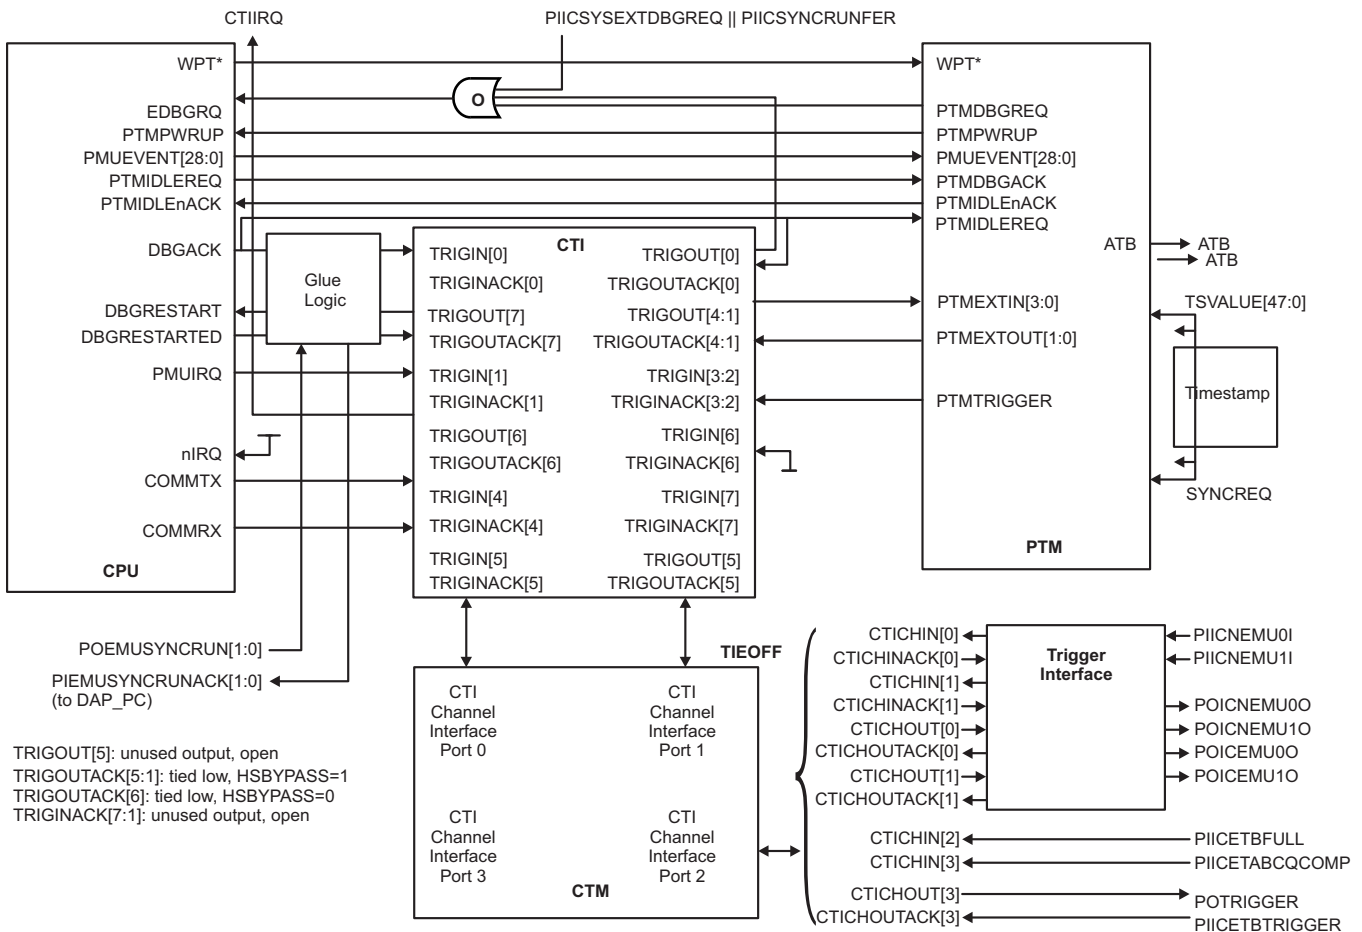 CTIIRQ
PIICSYSEXTDBGREQ || PIICSYNCRUNFER
WPT*
EDBGRQ
PTMPWRUP
PMUEVENT[28:0]
PTMIDLEREQ
PTMIDLEnACK
DBGACK
DBGRESTART
DBGRESTARTED
PMUIRQ
nIRQ
COMMTX
COMMRX
CPU
O
Glue
Logic
CTI
TRIGIN[0]
TRIGINACK[0]
TRIGOUT[7]
TRIGOUTACK[7]
TRIGIN[1]
TRIGINACK[1]
TRIGOUT[6]
TRIGOUTACK[6]
TRIGIN[4]
TRIGINACK[4]
TRIGIN[5]
TRIGINACK[5]
TRIGOUT[0]
TRIGOUTACK[0]
TRIGOUT[4:1]
TRIGOUTACK[4:1]
TRIGIN[3:2]
TRIGINACK[3:2]
TRIGIN[6]
TRIGINACK[6]
TRIGIN[7]
TRIGINACK[7]
TRIGOUT[5]
TRIGOUTACK[5]
WPT*
PTMDBGREQ
PTMPWRUP
PMUEVENT[28:0]
PTMDBGACK
PTMIDLEnACK
PTMIDLEREQ
ATB
PTMEXTIN[3:0]
PTMEXTOUT[1:0]
PTMTRIGGER
PTM
ATB
ATB
TSVALUE[47:0]
Timestamp
SYNCREQ
POEMUSYNCRUN[1:0]
PIEMUSYNCRUNACK[1:0]
(to DAP_PC)
TRIGOUT[5]: unused output, open
TRIGOUTACK[5:1]: tied low, HSBYPASS=1
TRIGOUTACK[6]: tied low, HSBYPASS=0
TRIGINACK[7:1]: unused output, open
CTI
Channel
Interface
Port 0
CTI
Channel
Interface
Port 1
CTI
Channel
Interface
Port 3
CTI
Channel
Interface
Port 2
CTM
TIEOFF
CTICHIN[0]
CTICHINACK[0]
CTICHIN[1]
CTICHINACK[1]
CTICHOUT[0]
CTICHOUTACK[0]
CTICHOUT[1]
CTICHOUTACK[1]
CTICHIN[2]
CTICHIN[3]
CTICHOUT[3]
CTICHOUTACK[3]
Trigger
Interface
PIICNEMU0I
PIICNEMU1I
POICNEMU0O
POICNEMU1O
POICEMU0O
POICEMU1O
PIICETBFULL
PIICETABCQCOMP
POTRIGGER
PIICETBTRIGGER